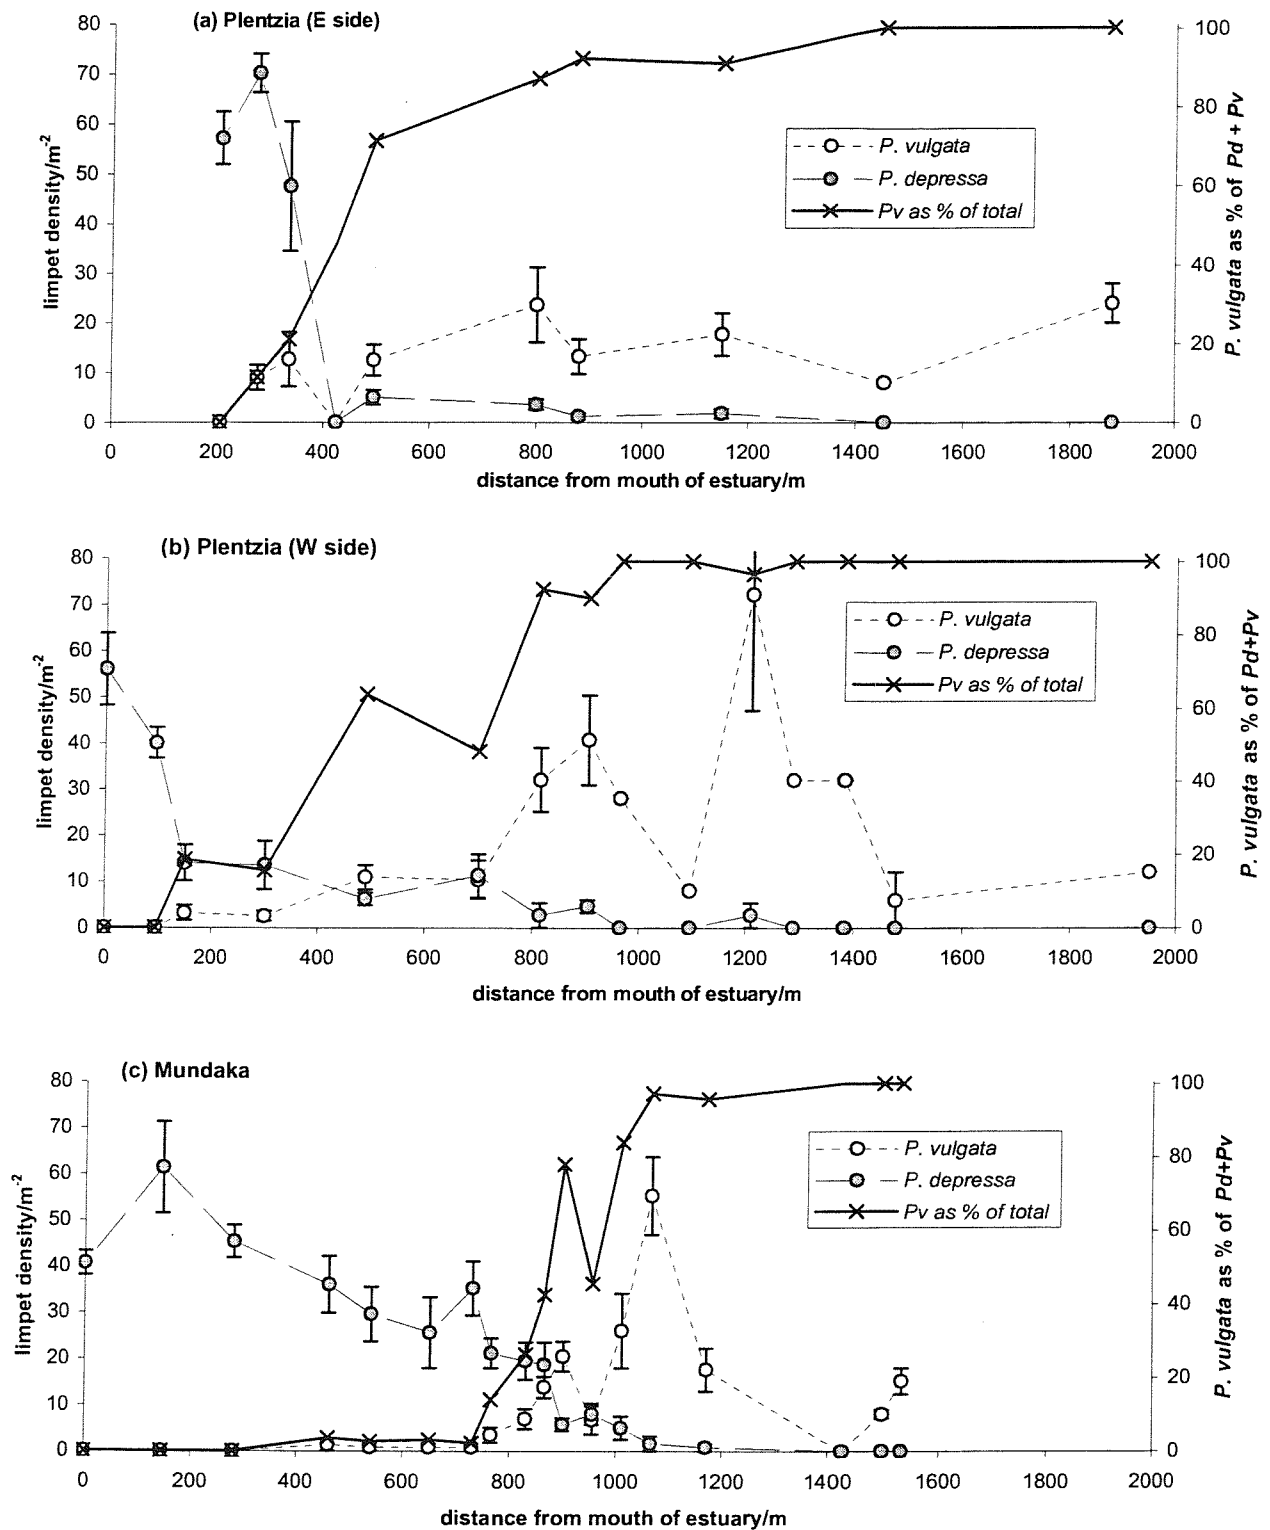 (a) Plentzia (E side)
80
70
60
50
40
30
20
10
0
limpet density/m-2
100
80
60
40
20
0
P. vulgata as % of Pd + Pv
P. vulgata
P. depressa
Pv as % of total
0 200 400 600 800 1000 1200 1400 1600 1800 2000
distance from mouth of estuary/m
(b) Plentzia (W side)
80
70
60
50
40
30
20
10
0
limpet density/m-2
100
80
60
40
20
0
P. vulgata as % of Pd+Pv
P. vulgata
P. depressa
Pv as % of total
0 200 400 600 800 1000 1200 1400 1600 1800 2000
distance from mouth of estuary/m
(c) Mundaka
80
70
60
50
40
30
20
10
0
limpet density/m-2
100
80
60
40
20
0
P. vulgata as % of Pd+Pv
P. vulgata
P. depressa
Pv as % of total
0 200 400 600 800 1000 1200 1400 1600 1800 2000
distance from mouth of estuary/m